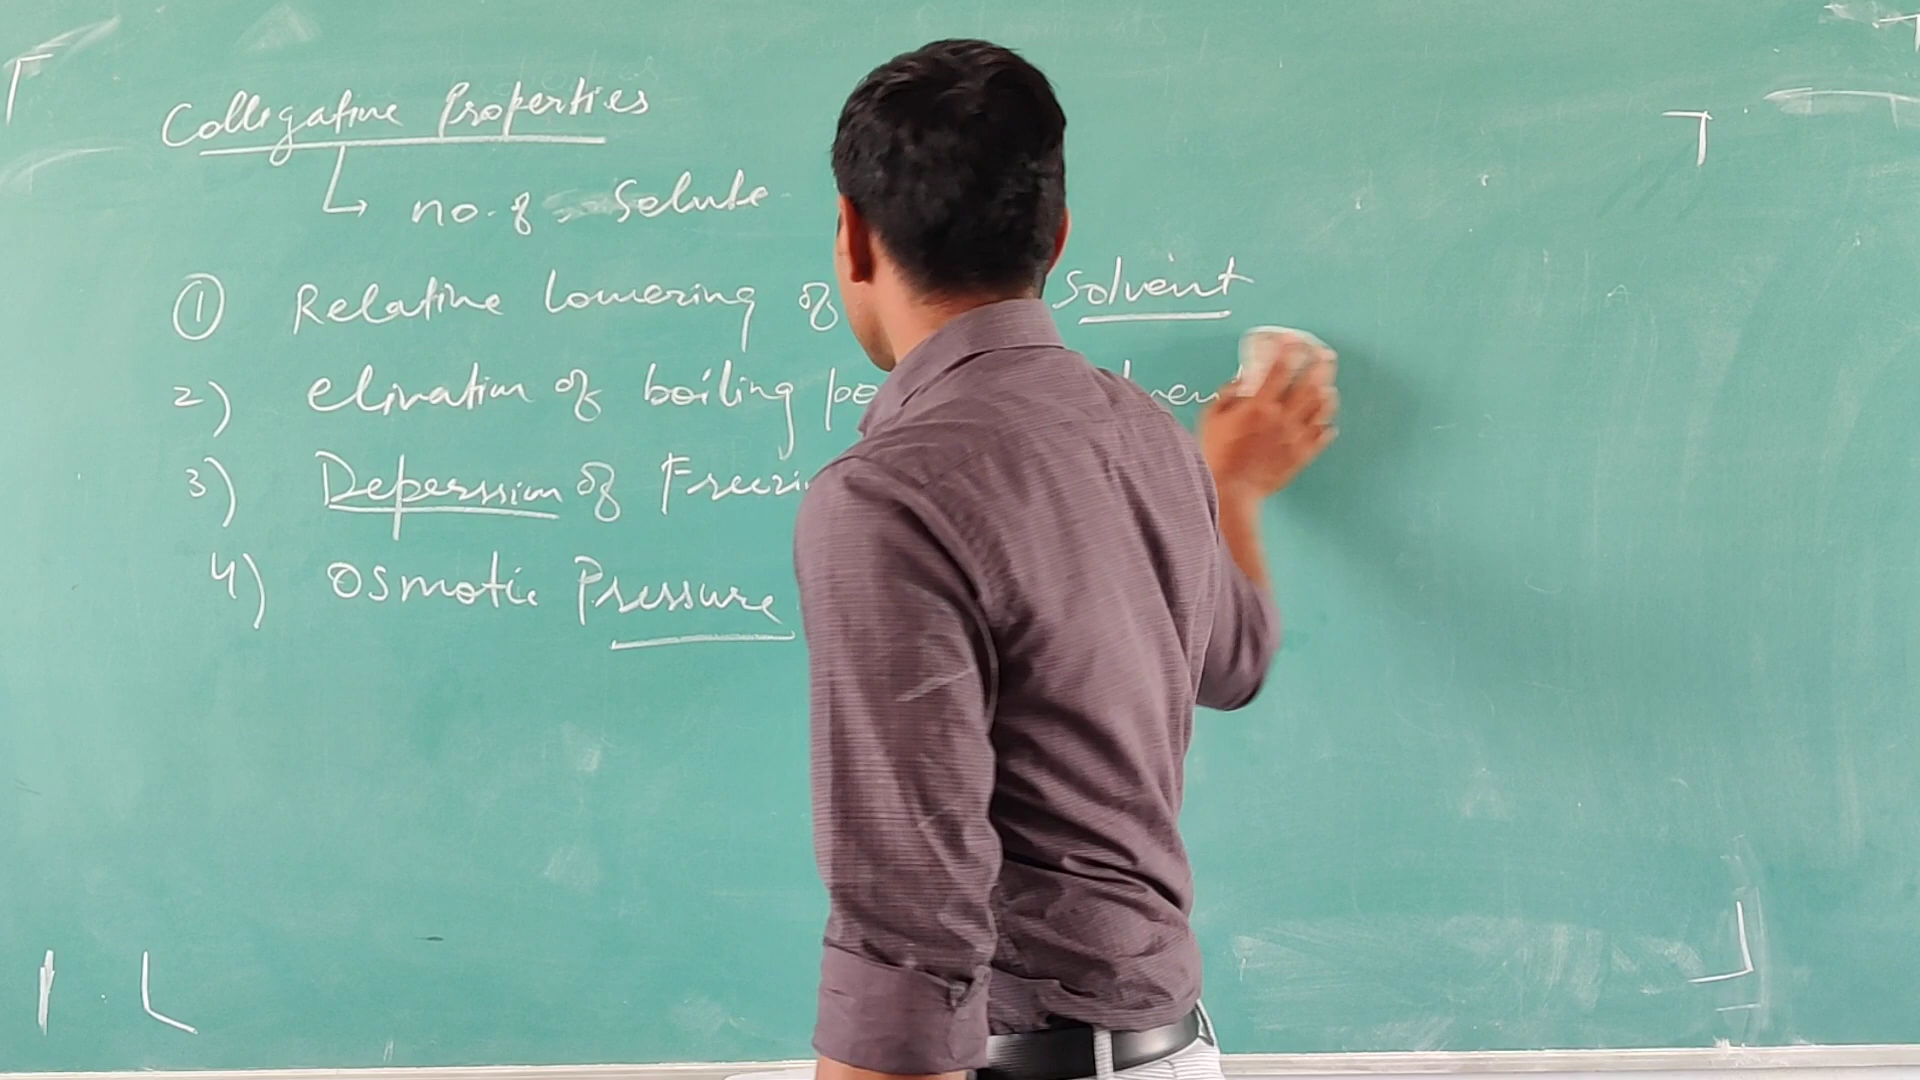 Colligative Properties
no. of Solute
① Relative Lowering of Solvent
2) elivation of boiling
3) Deperssion of
4) Osmotic Pressure